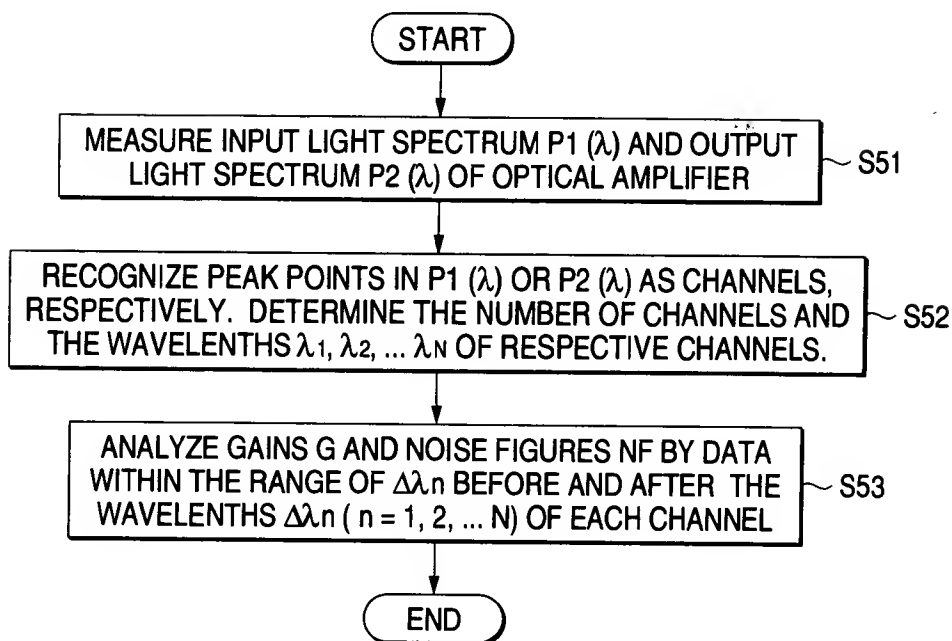 START
MEASURE INPUT LIGHT SPECTRUM P1 (λ) AND OUTPUT
LIGHT SPECTRUM P2 (λ) OF OPTICAL AMPLIFIER
S51
RECOGNIZE PEAK POINTS IN P1 (λ) OR P2 (λ) AS CHANNELS,
RESPECTIVELY. DETERMINE THE NUMBER OF CHANNELS AND
THE WAVELENTHS λ1, λ2, ... λN OF RESPECTIVE CHANNELS.
S52
ANALYZE GAINS G AND NOISE FIGURES NF BY DATA
WITHIN THE RANGE OF Δλn BEFORE AND AFTER THE
WAVELENTHS Δλn ( n = 1, 2, ... N) OF EACH CHANNEL
S53
END